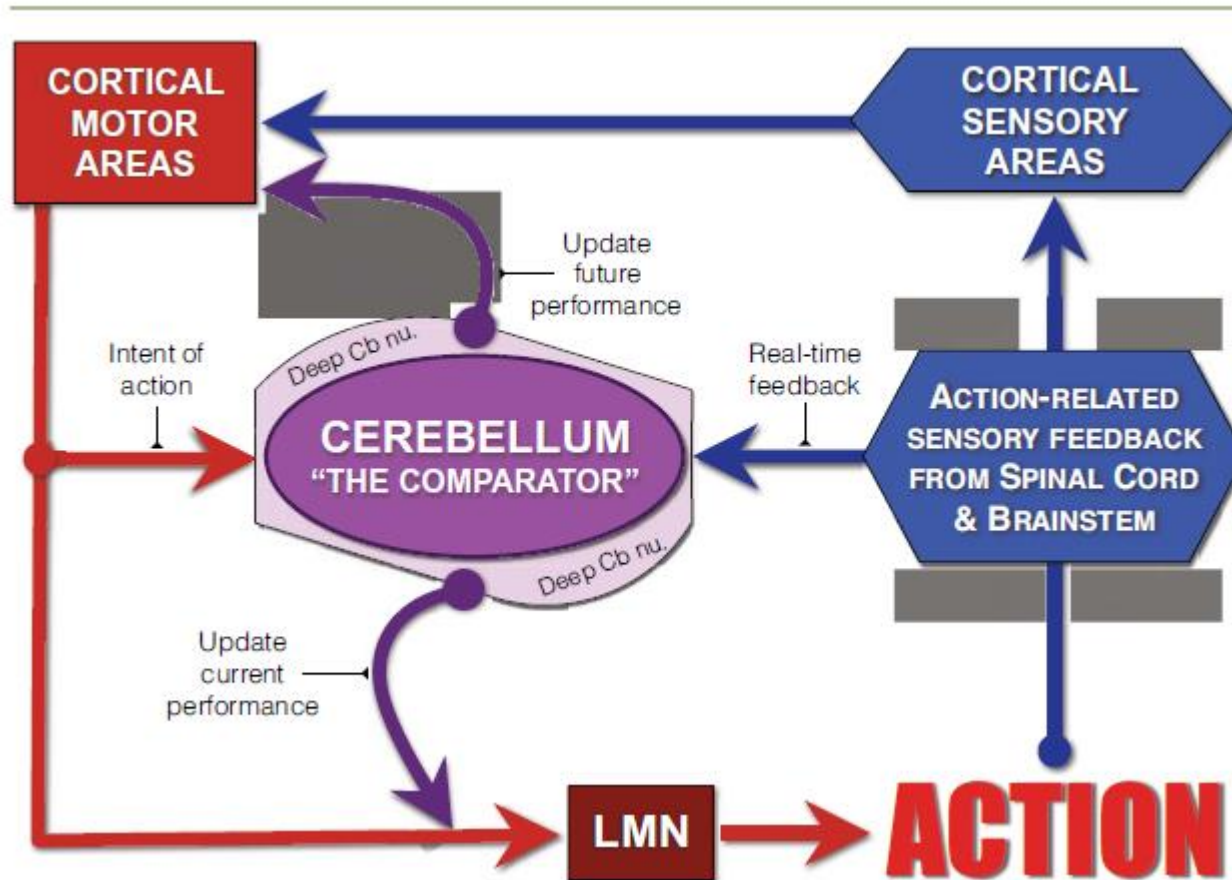 CORTICAL
MOTOR
AREAS
CORTICAL
SENSORY
AREAS
Update
future
performance
Intent of
action
Deep Cb nu.
Real-time
feedback
CEREBELLUM
“THE COMPARATOR”
ACTION-RELATED
SENSORY FEEDBACK
FROM SPINAL CORD
& BRAINSTEM
Deep Cb nu.
Update
current
performance
LMN
ACTION